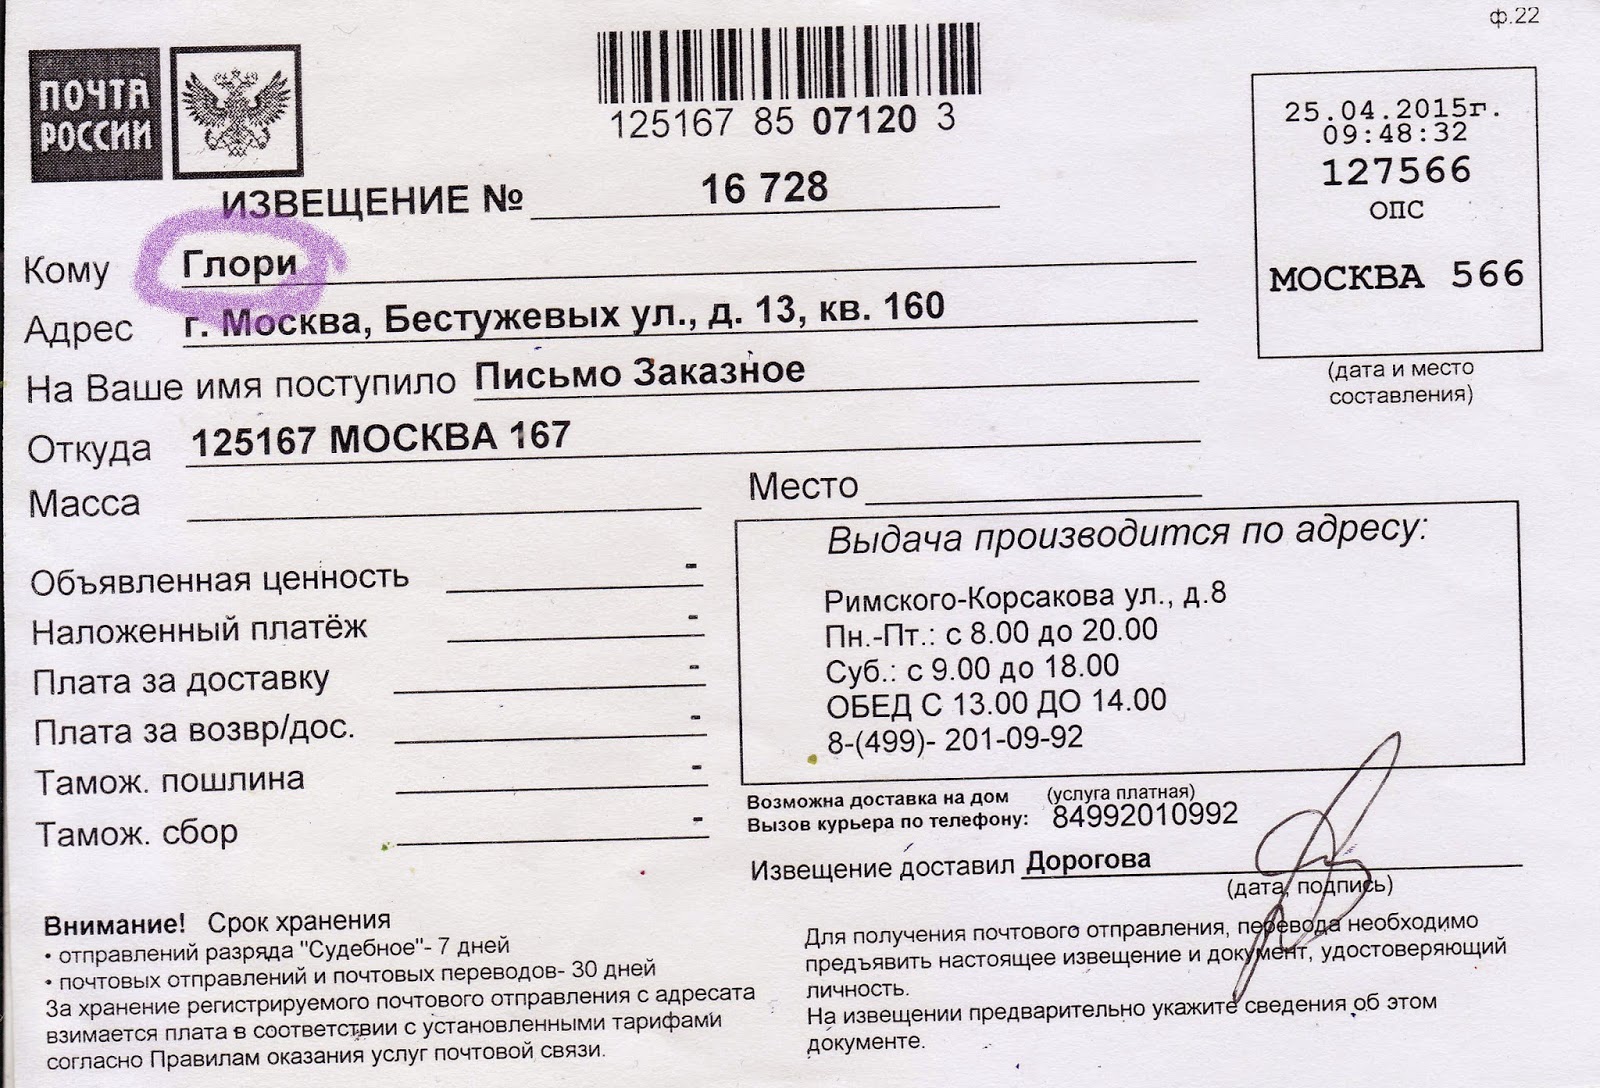 ф.22
ПОЧТА
РОССИИ
125167 85 07120 3
25.04.2015г.
09:48:32
127566
ОПС
МОСКВА 566
(дата и место
составления)
ИЗВЕЩЕНИЕ № 16 728
Кому Глори
Адрес г. Москва, Бестужевых ул., д. 13, кв. 160
На Ваше имя поступило Письмо Заказное
Откуда 125167 МОСКВА 167
Масса
Место
Объявленная ценность -
Наложенный платёж -
Плата за доставку -
Плата за возвр/дос. -
Тамож. пошлина -
Тамож. сбор -
Выдача производится по адресу:
Римского-Корсакова ул., д.8
Пн.-Пт.: с 8.00 до 20.00
Суб.: с 9.00 до 18.00
ОБЕД С 13.00 ДО 14.00
8-(499)- 201-09-92
Возможна доставка на дом (услуга платная)
Вызов курьера по телефону: 84992010992
Извещение доставил Дорогова
(дата, подпись)
Внимание! Срок хранения
• отправлений разряда "Судебное"- 7 дней
• почтовых отправлений и почтовых переводов- 30 дней
За хранение регистрируемого почтового отправления с адресата
взимается плата в соответствии с установленными тарифами
согласно Правилам оказания услуг почтовой связи.
Для получения почтового отправления, перевода необходимо
предъявить настоящее извещение и документ, удостоверяющий
личность.
На извещении предварительно укажите сведения об этом
документе.